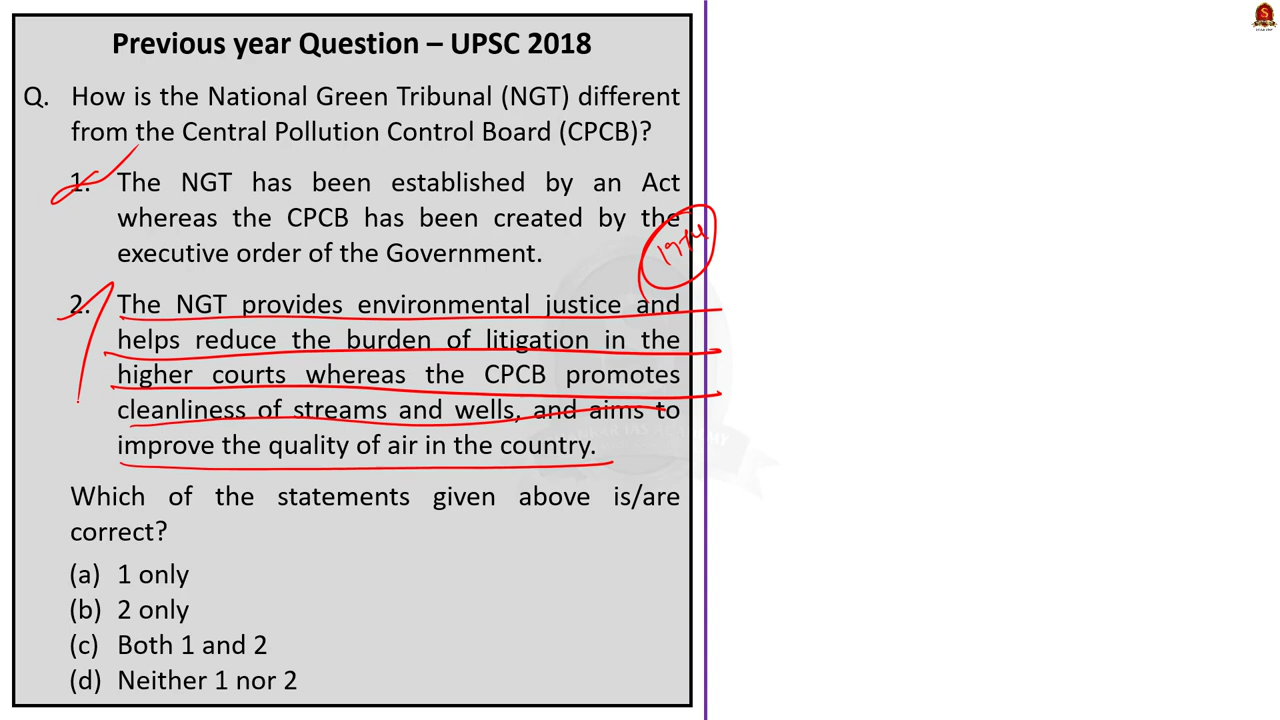 Previous year Question – UPSC 2018
Q. How is the National Green Tribunal (NGT) different
from the Central Pollution Control Board (CPCB)?
1. The NGT has been established by an Act
whereas the CPCB has been created by the
executive order of the Government.
1974
2. The NGT provides environmental justice and
helps reduce the burden of litigation in the
higher courts whereas the CPCB promotes
cleanliness of streams and wells, and aims to
improve the quality of air in the country.
Which of the statements given above is/are
correct?
(a) 1 only
(b) 2 only
(c) Both 1 and 2
(d) Neither 1 nor 2